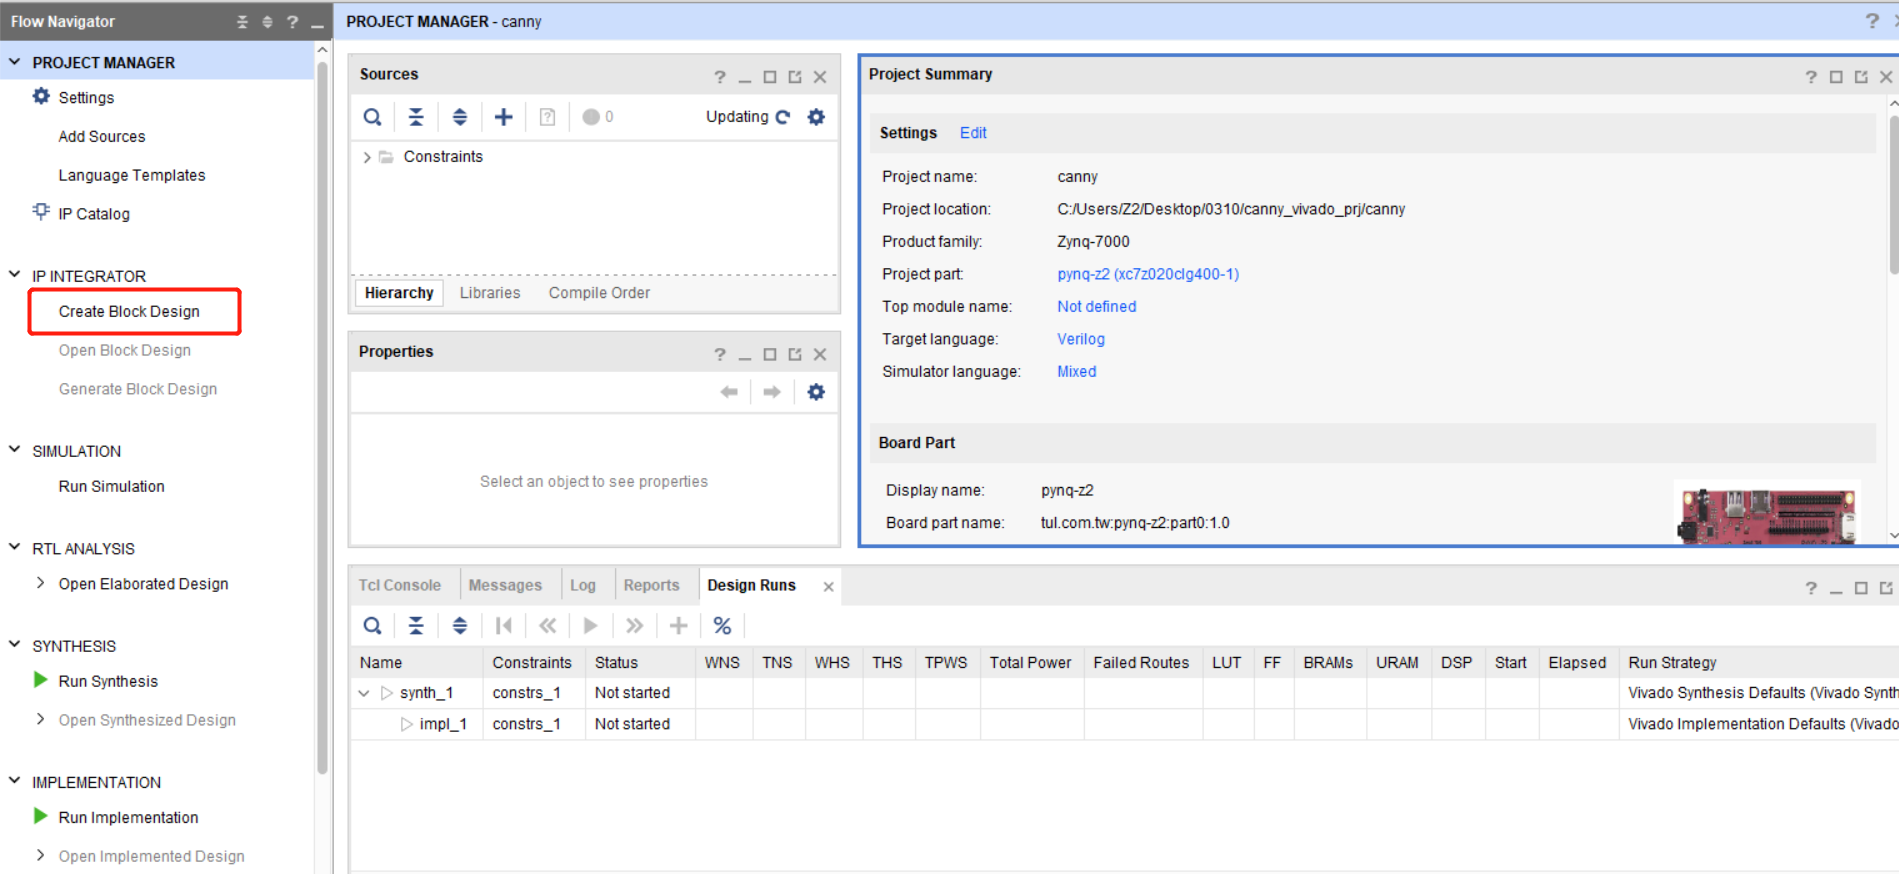 Flow Navigator
PROJECT MANAGER
Settings
Add Sources
Language Templates
IP Catalog
IP INTEGRATOR
Create Block Design
Open Block Design
Generate Block Design
SIMULATION
Run Simulation
RTL ANALYSIS
Open Elaborated Design
SYNTHESIS
Run Synthesis
Open Synthesized Design
IMPLEMENTATION
Run Implementation
Open Implemented Design
PROJECT MANAGER - canny
Sources
0 Updating
Constraints
Hierarchy Libraries Compile Order
Properties
Select an object to see properties
Project Summary
Settings Edit
Project name: canny
Project location: C:/Users/Z2/Desktop/0310/canny_vivado_prj/canny
Product family: Zynq-7000
Project part: pynq-z2 (xc7z020clg400-1)
Top module name: Not defined
Target language: Verilog
Simulator language: Mixed
Board Part
Display name: pynq-z2
Board part name: tul.com.tw:pynq-z2:part0:1.0
Tcl Console Messages Log Reports Design Runs
%
Name Constraints Status WNS TNS WHS THS TPWS Total Power Failed Routes LUT FF BRAMs URAM DSP Start Elapsed Run Strategy
synth_1 constrs_1 Not started Vivado Synthesis Defaults (Vivado Synth
impl_1 constrs_1 Not started Vivado Implementation Defaults (Vivado